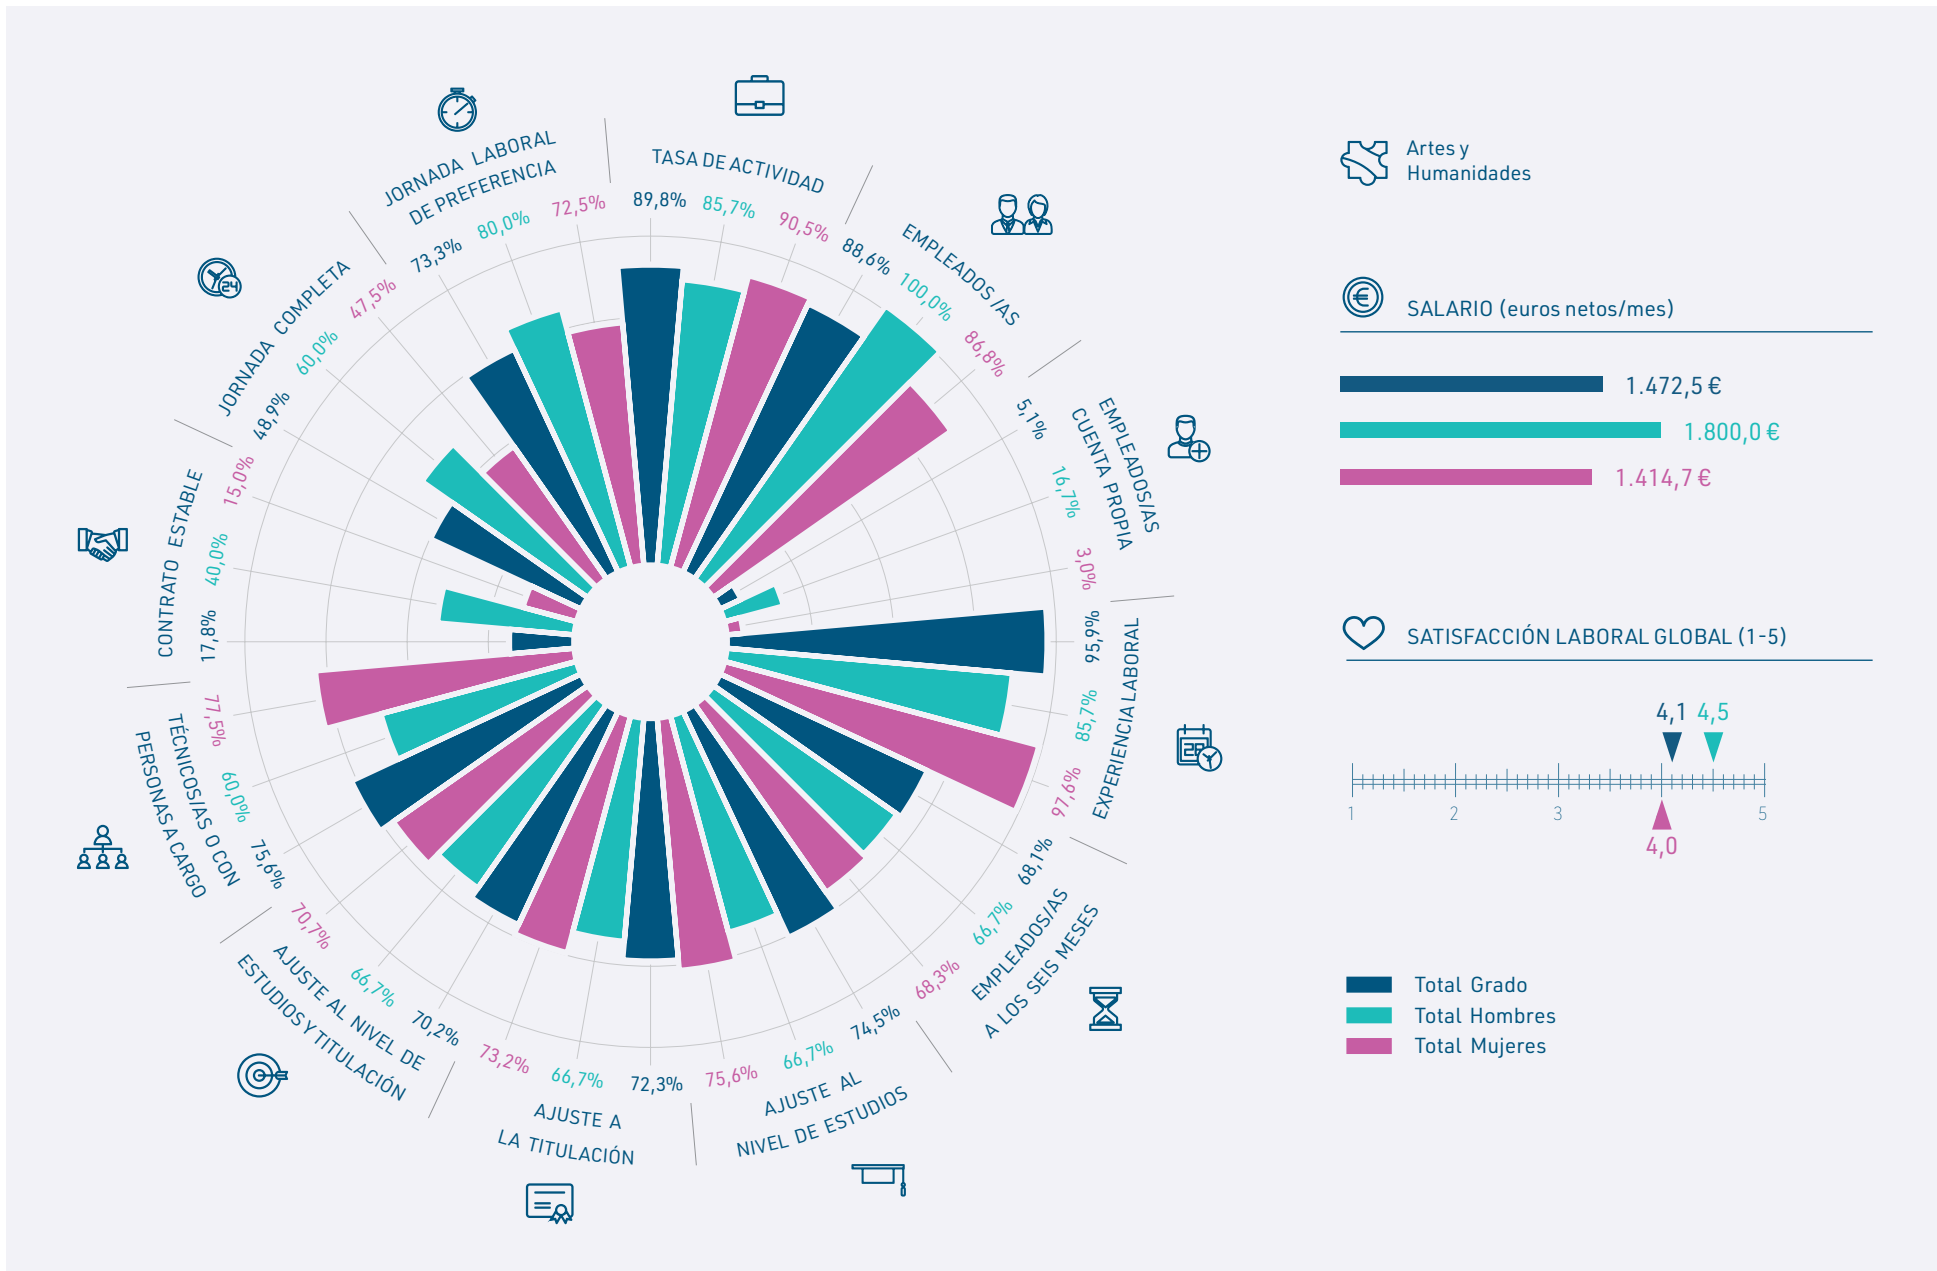 TASA DE ACTIVIDAD
89,8%
85,7%
90,5%
EMPLEADOS /AS
88,6%
100,0%
86,8%
EMPLEADOS/AS
CUENTA PROPIA
5,1%
16,7%
3,0%
EXPERIENCIA LABORAL
95,9%
85,7%
97,6%
20
EMPLEADOS/AS
A LOS SEIS MESES
68,1%
66,7%
68,3%
AJUSTE AL
NIVEL DE ESTUDIOS
74,5%
66,7%
75,6%
AJUSTE A
LA TITULACIÓN
72,3%
66,7%
73,2%
AJUSTE AL NIVEL DE
ESTUDIOS Y TITULACIÓN
70,2%
66,7%
70,7%
TÉCNICOS/AS O CON
PERSONAS A CARGO
75,6%
60,0%
77,5%
CONTRATO ESTABLE
17,8%
40,0%
15,0%
JORNADA COMPLETA
48,9%
60,0%
47,5%
24
JORNADA LABORAL
DE PREFERENCIA
73,3%
80,0%
72,5%
Artes y
Humanidades
€
SALARIO (euros netos/mes)
1.472,5 €
1.800,0 €
1.414,7 €
SATISFACCIÓN LABORAL GLOBAL (1-5)
4,1 4,5
1 2 3 5
4,0
Total Grado
Total Hombres
Total Mujeres